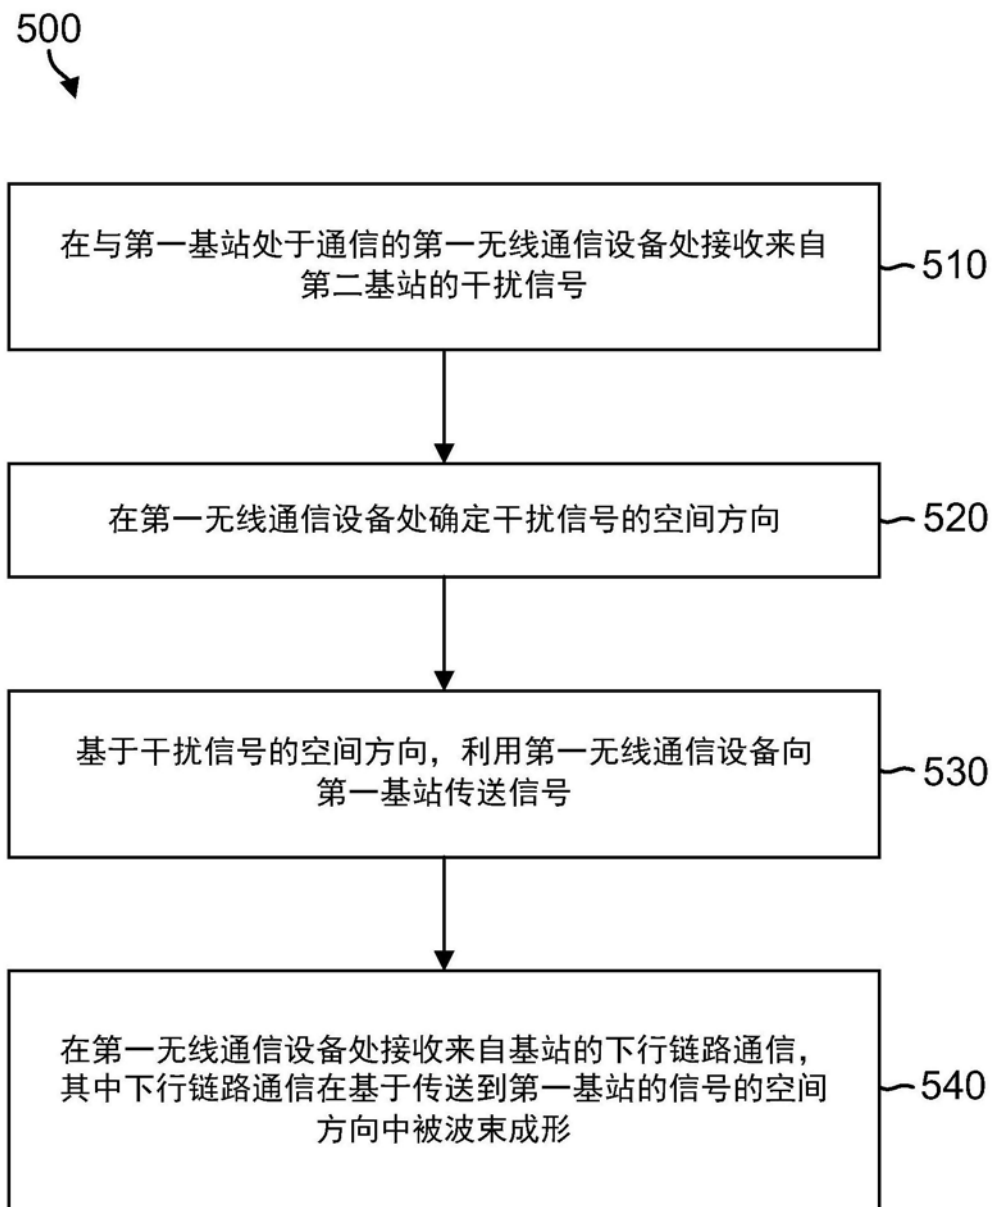 500
在与第一基站处于通信的第一无线通信设备处接收来自
第二基站的干扰信号
510
在第一无线通信设备处确定干扰信号的空间方向
520
基于干扰信号的空间方向，利用第一无线通信设备向
第一基站传送信号
530
在第一无线通信设备处接收来自基站的下行链路通信，
其中下行链路通信在基于传送到第一基站的信号的空间
方向中被波束成形
540